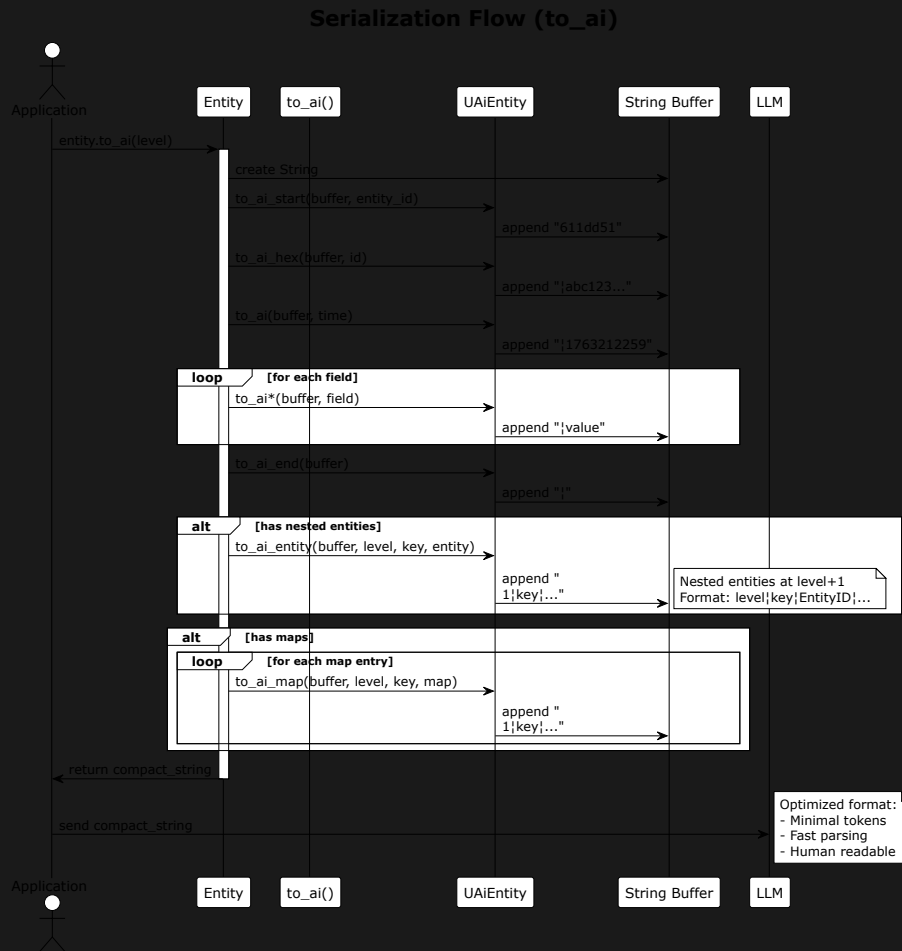 Serialization Flow (to_ai)
Application
Entity
to_ai()
UAiEntity
String Buffer
LLM
entity.to_ai(level)
create String
to_ai_start(buffer, entity_id)
append "611dd51"
to_ai_hex(buffer, id)
append "¦abc123..."
to_ai(buffer, time)
append "¦1763212259"
loop
[for each field]
to_ai*(buffer, field)
append "¦value"
to_ai_end(buffer)
append "¦"
alt
[has nested entities]
to_ai_entity(buffer, level, key, entity)
append "
1¦key¦..."
Nested entities at level+1
Format: level¦key¦EntityID¦...
alt
[has maps]
loop
[for each map entry]
to_ai_map(buffer, level, key, map)
append "
1¦key¦..."
return compact_string
send compact_string
Optimized format:
- Minimal tokens
- Fast parsing
- Human readable
Application
Entity
to_ai()
UAiEntity
String Buffer
LLM